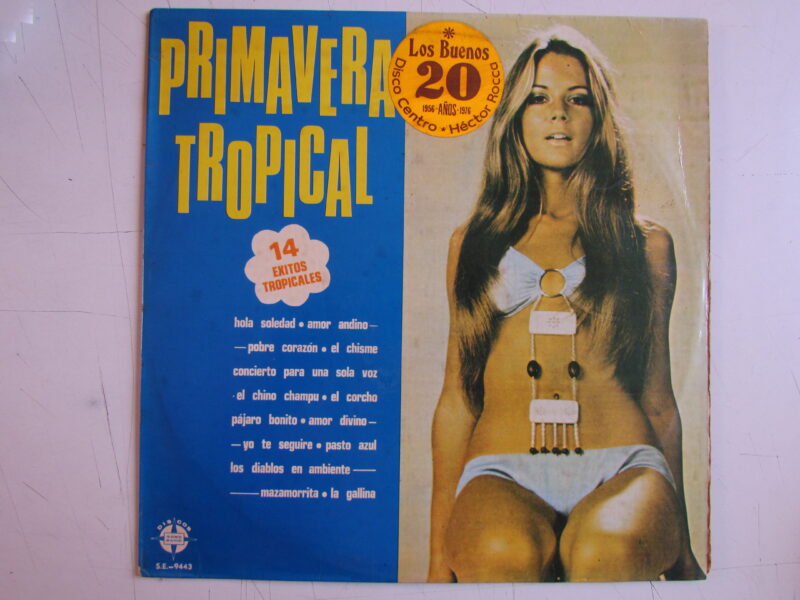 PRIMAVERA
TROPICAL
Los Buenos
20
1956-AÑOS-1976
Disco Centro * Héctor Rocca
14
EXITOS
TROPICALES
hola soledad • amor andino —
— pobre corazón • el chisme
concierto para una sola voz
el chino champu • el corcho
pájaro bonito • amor divino —
— yo te seguire • pasto azul
los diablos en ambiente —
— mazamorrita • la gallina
DISCOS
S.E.-9443